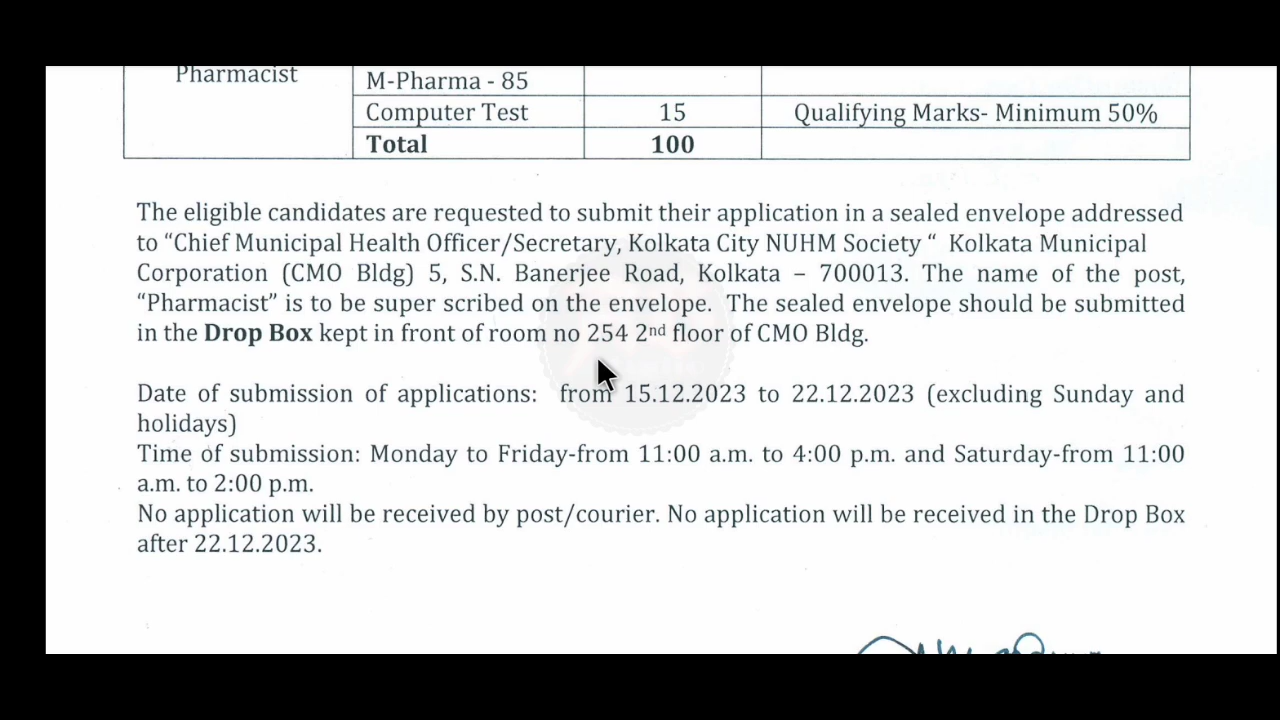 Pharmacist
M-Pharma - 85
Computer Test 15 Qualifying Marks- Minimum 50%
Total 100
The eligible candidates are requested to submit their application in a sealed envelope addressed
to “Chief Municipal Health Officer/Secretary, Kolkata City NUHM Society “ Kolkata Municipal
Corporation (CMO Bldg) 5, S.N. Banerjee Road, Kolkata – 700013. The name of the post,
“Pharmacist” is to be super scribed on the envelope. The sealed envelope should be submitted
in the Drop Box kept in front of room no 254 2nd floor of CMO Bldg.
Date of submission of applications: from 15.12.2023 to 22.12.2023 (excluding Sunday and
holidays)
Time of submission: Monday to Friday-from 11:00 a.m. to 4:00 p.m. and Saturday-from 11:00
a.m. to 2:00 p.m.
No application will be received by post/courier. No application will be received in the Drop Box
after 22.12.2023.